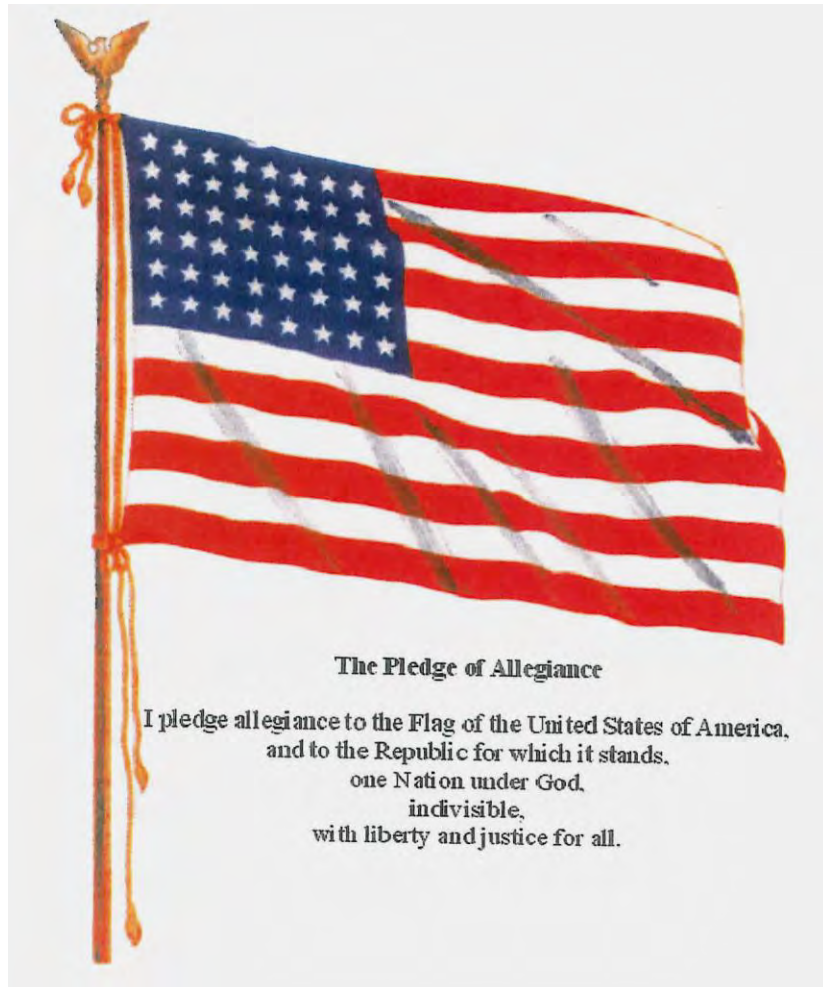 The Pledge of Allegiance
I pledge allegiance to the Flag of the United States of America,
and to the Republic for which it stands,
one Nation under God,
indivisible,
with liberty and justice for all.